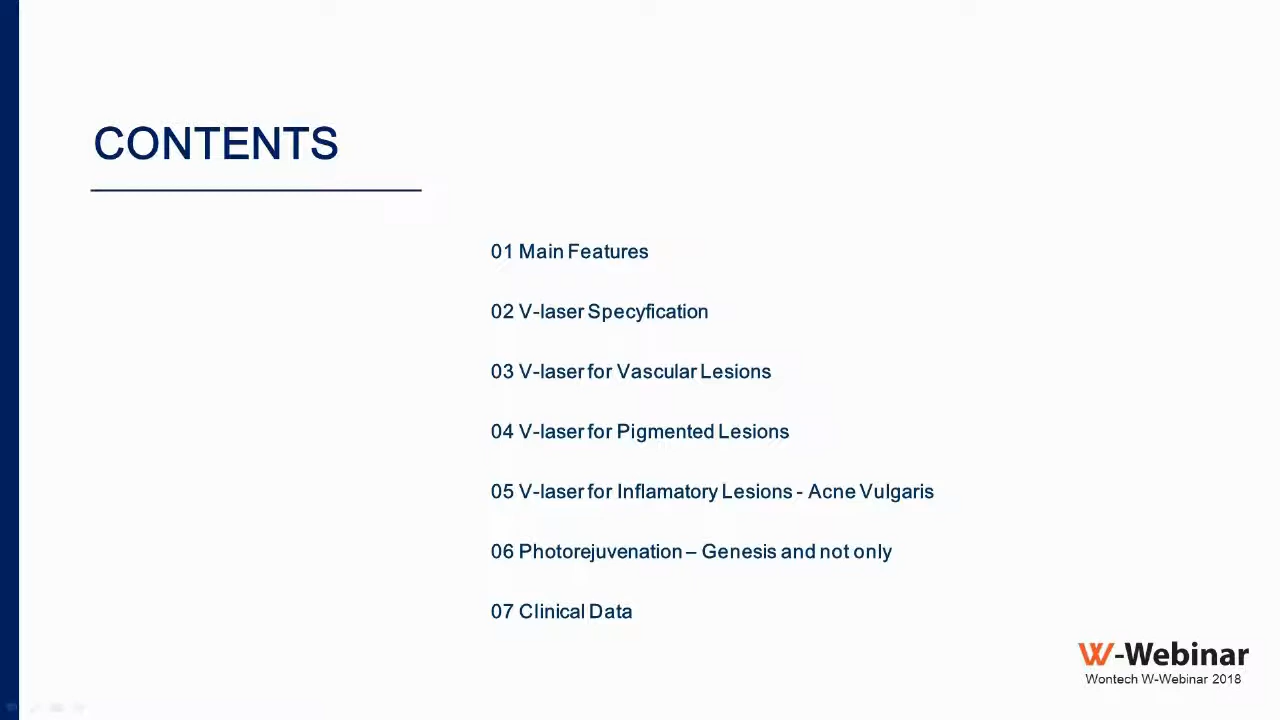 CONTENTS
01 Main Features
02 V-laser Specyfication
03 V-laser for Vascular Lesions
04 V-laser for Pigmented Lesions
05 V-laser for Inflamatory Lesions - Acne Vulgaris
06 Photorejuvenation – Genesis and not only
07 Clinical Data
W-Webinar
Wontech W-Webinar 2018